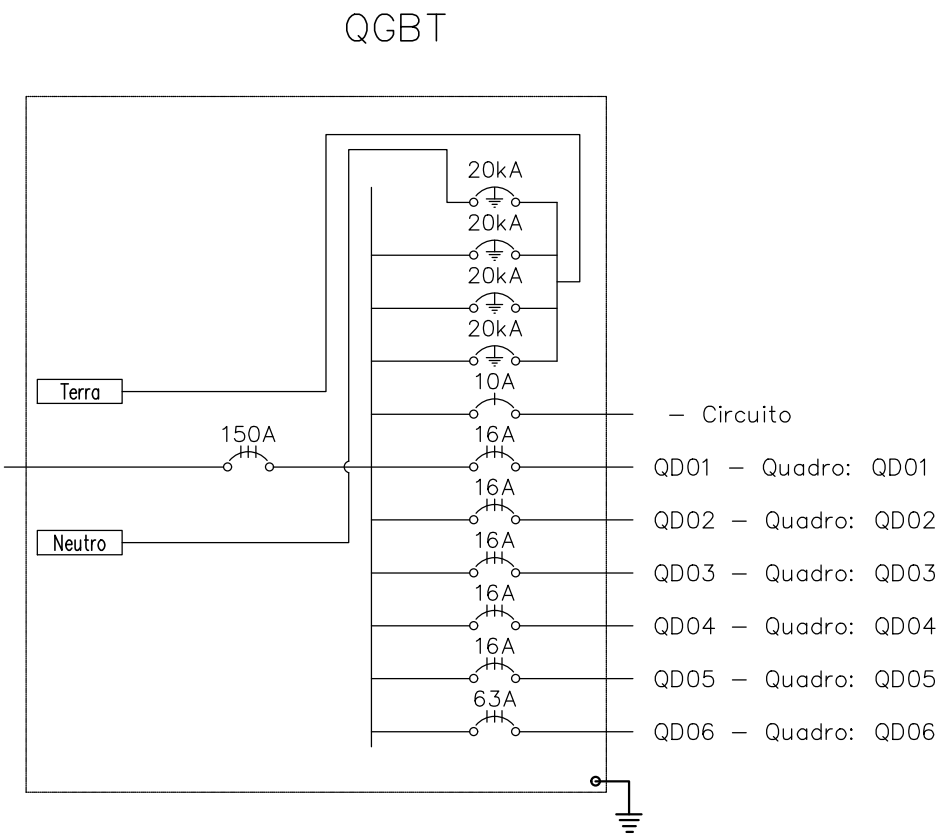 QGBT
20kA
20kA
20kA
20kA
Terra
10A
- Circuito
150A
16A
QD01 - Quadro: QD01
16A
QD02 - Quadro: QD02
Neutro
16A
QD03 - Quadro: QD03
16A
QD04 - Quadro: QD04
16A
QD05 - Quadro: QD05
63A
QD06 - Quadro: QD06